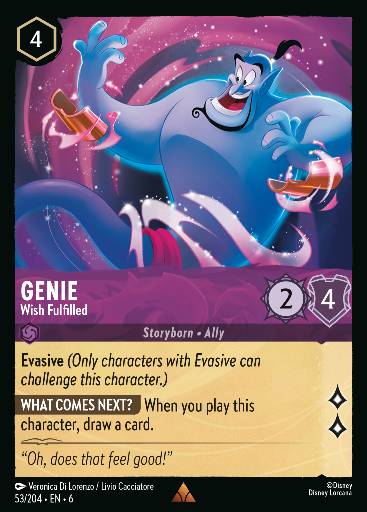 4
GENIE
Wish Fulfilled
2
4
Storyborn • Ally
Evasive (Only characters with Evasive can
challenge this character.)
WHAT COMES NEXT? When you play this
character, draw a card.
“Oh, does that feel good!”
Veronica Di Lorenzo / Livio Cacciatore
53/204 • EN • 6
©Disney
Disney Lorcana